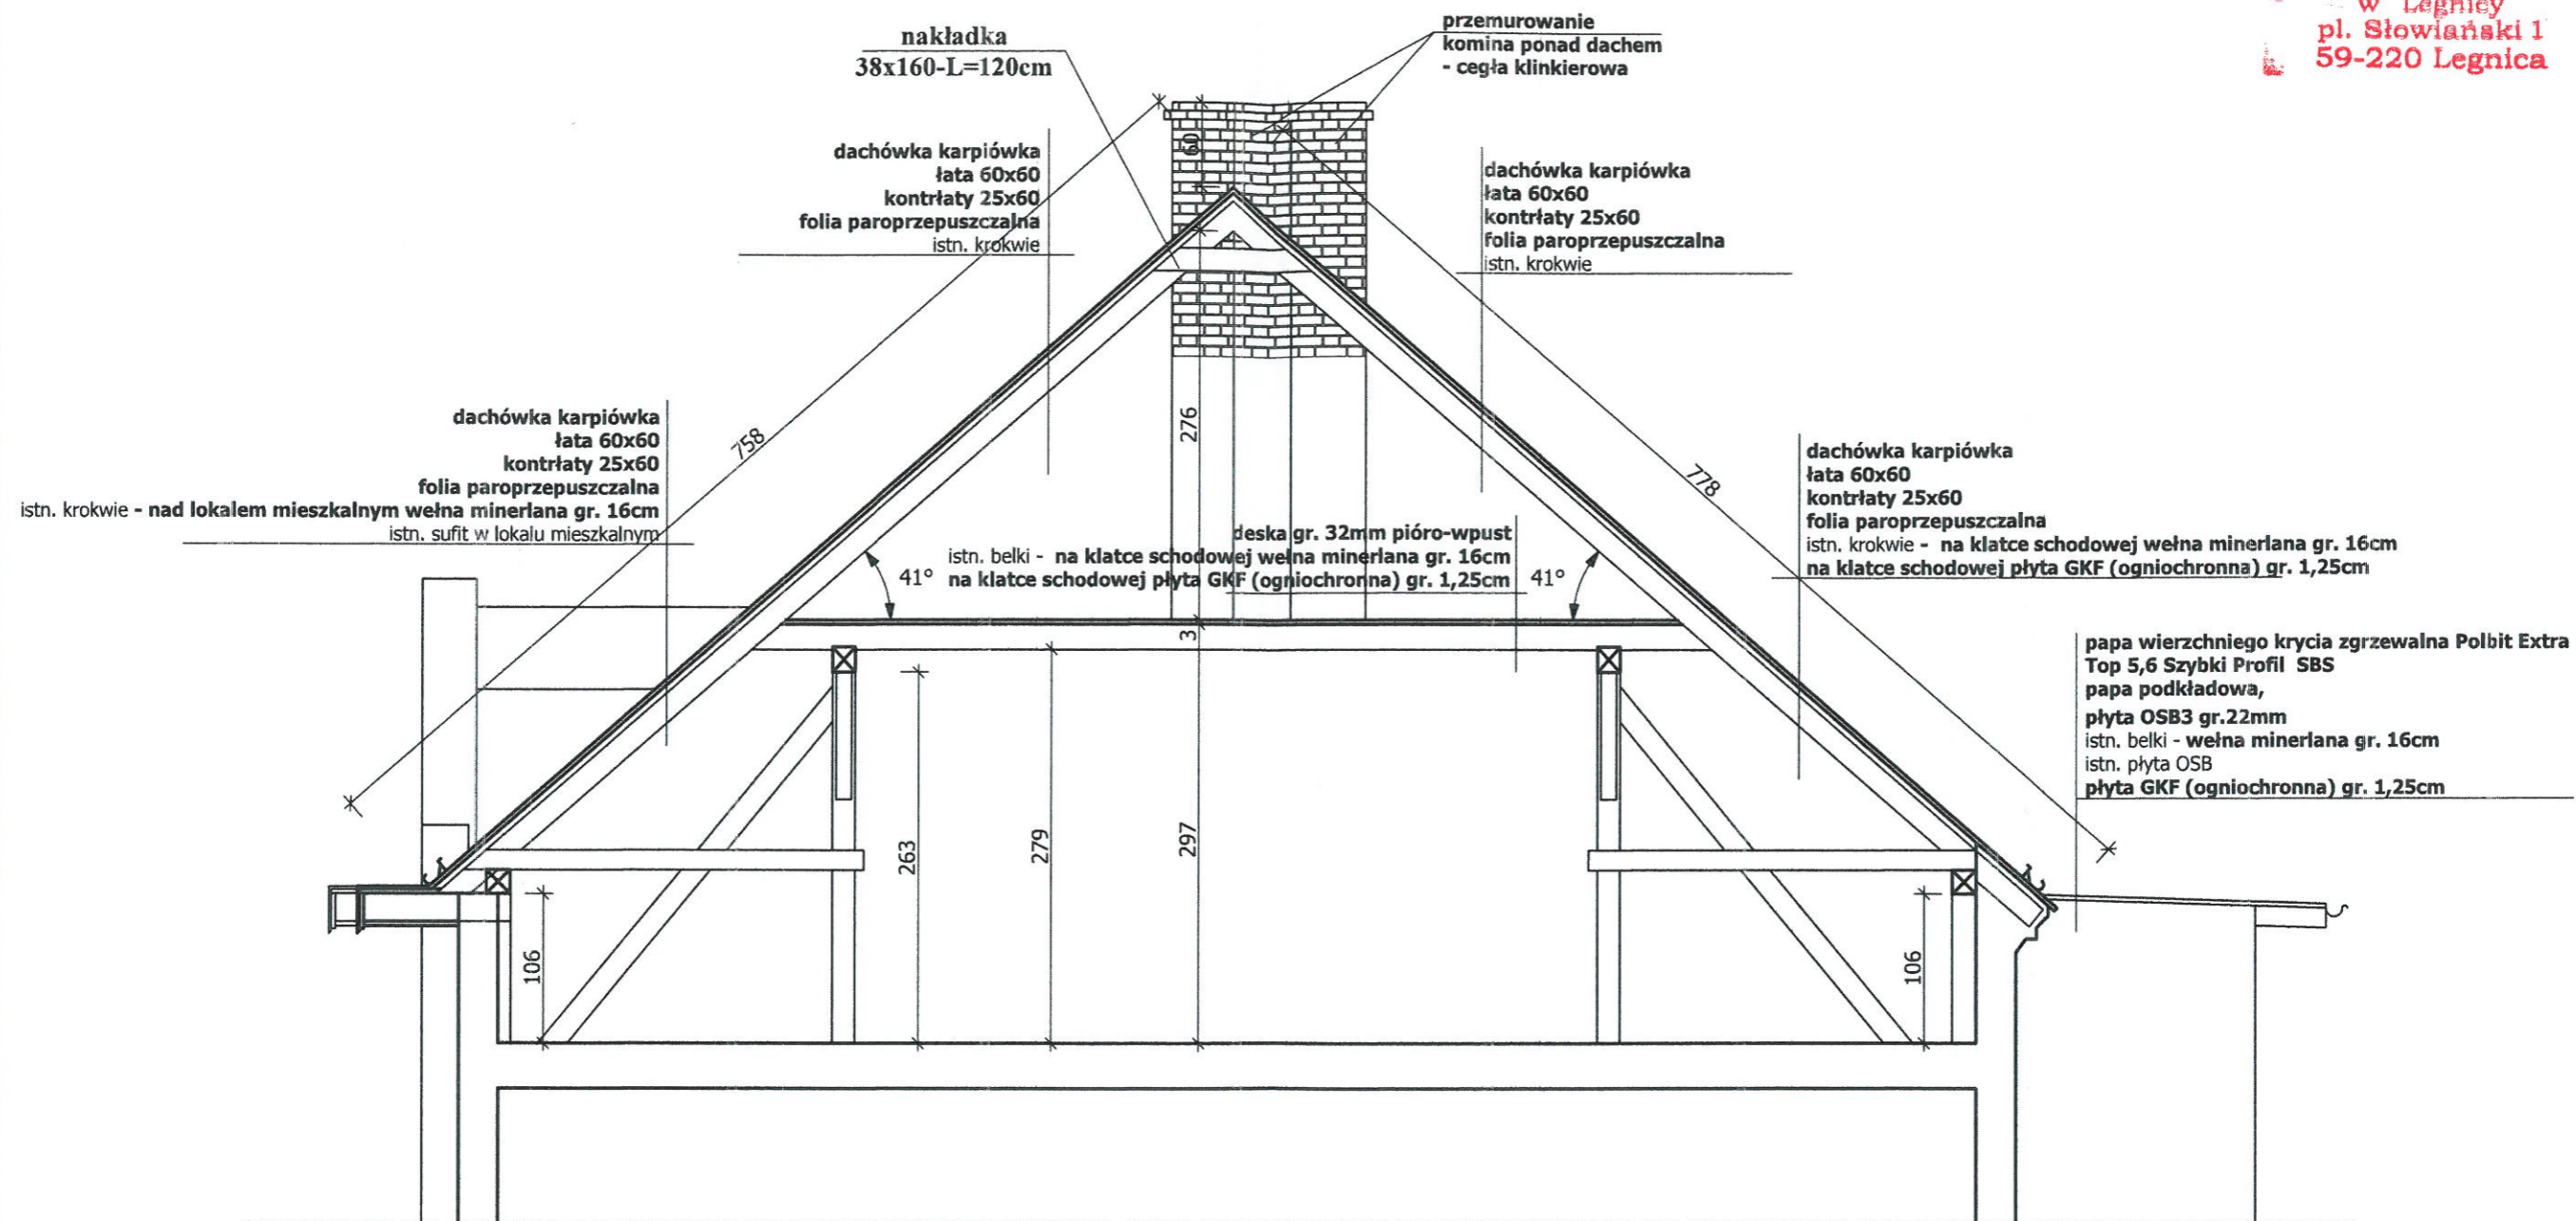 w Legnicy
pl. Słowiański 1
59-220 Legnica
nakładka
38x160-L=120cm
przemurowanie
komina ponad dachem
- cegła klinkierowa
60
dachówka karpiówka
łata 60x60
kontrłaty 25x60
folia paroprzepuszczalna
istn. krokwie
dachówka karpiówka
łata 60x60
kontrłaty 25x60
folia paroprzepuszczalna
istn. krokwie
758
276
778
dachówka karpiówka
łata 60x60
kontrłaty 25x60
folia paroprzepuszczalna
istn. krokwie - nad lokalem mieszkalnym wełna minerlana gr. 16cm
istn. sufit w lokalu mieszkalnym
dachówka karpiówka
łata 60x60
kontrłaty 25x60
folia paroprzepuszczalna
istn. krokwie - na klatce schodowej wełna minerlana gr. 16cm
na klatce schodowej płyta GKF (ogniochronna) gr. 1,25cm
deska gr. 32mm pióro-wpust
istn. belki - na klatce schodowej wełna minerlana gr. 16cm
na klatce schodowej płyta GKF (ogniochronna) gr. 1,25cm
41°
41°
3
papa wierzchniego krycia zgrzewalna Polbit Extra
Top 5,6 Szybki Profil SBS
papa podkładowa,
płyta OSB3 gr.22mm
istn. belki - wełna minerlana gr. 16cm
istn. płyta OSB
płyta GKF (ogniochronna) gr. 1,25cm
263
279
297
106
106